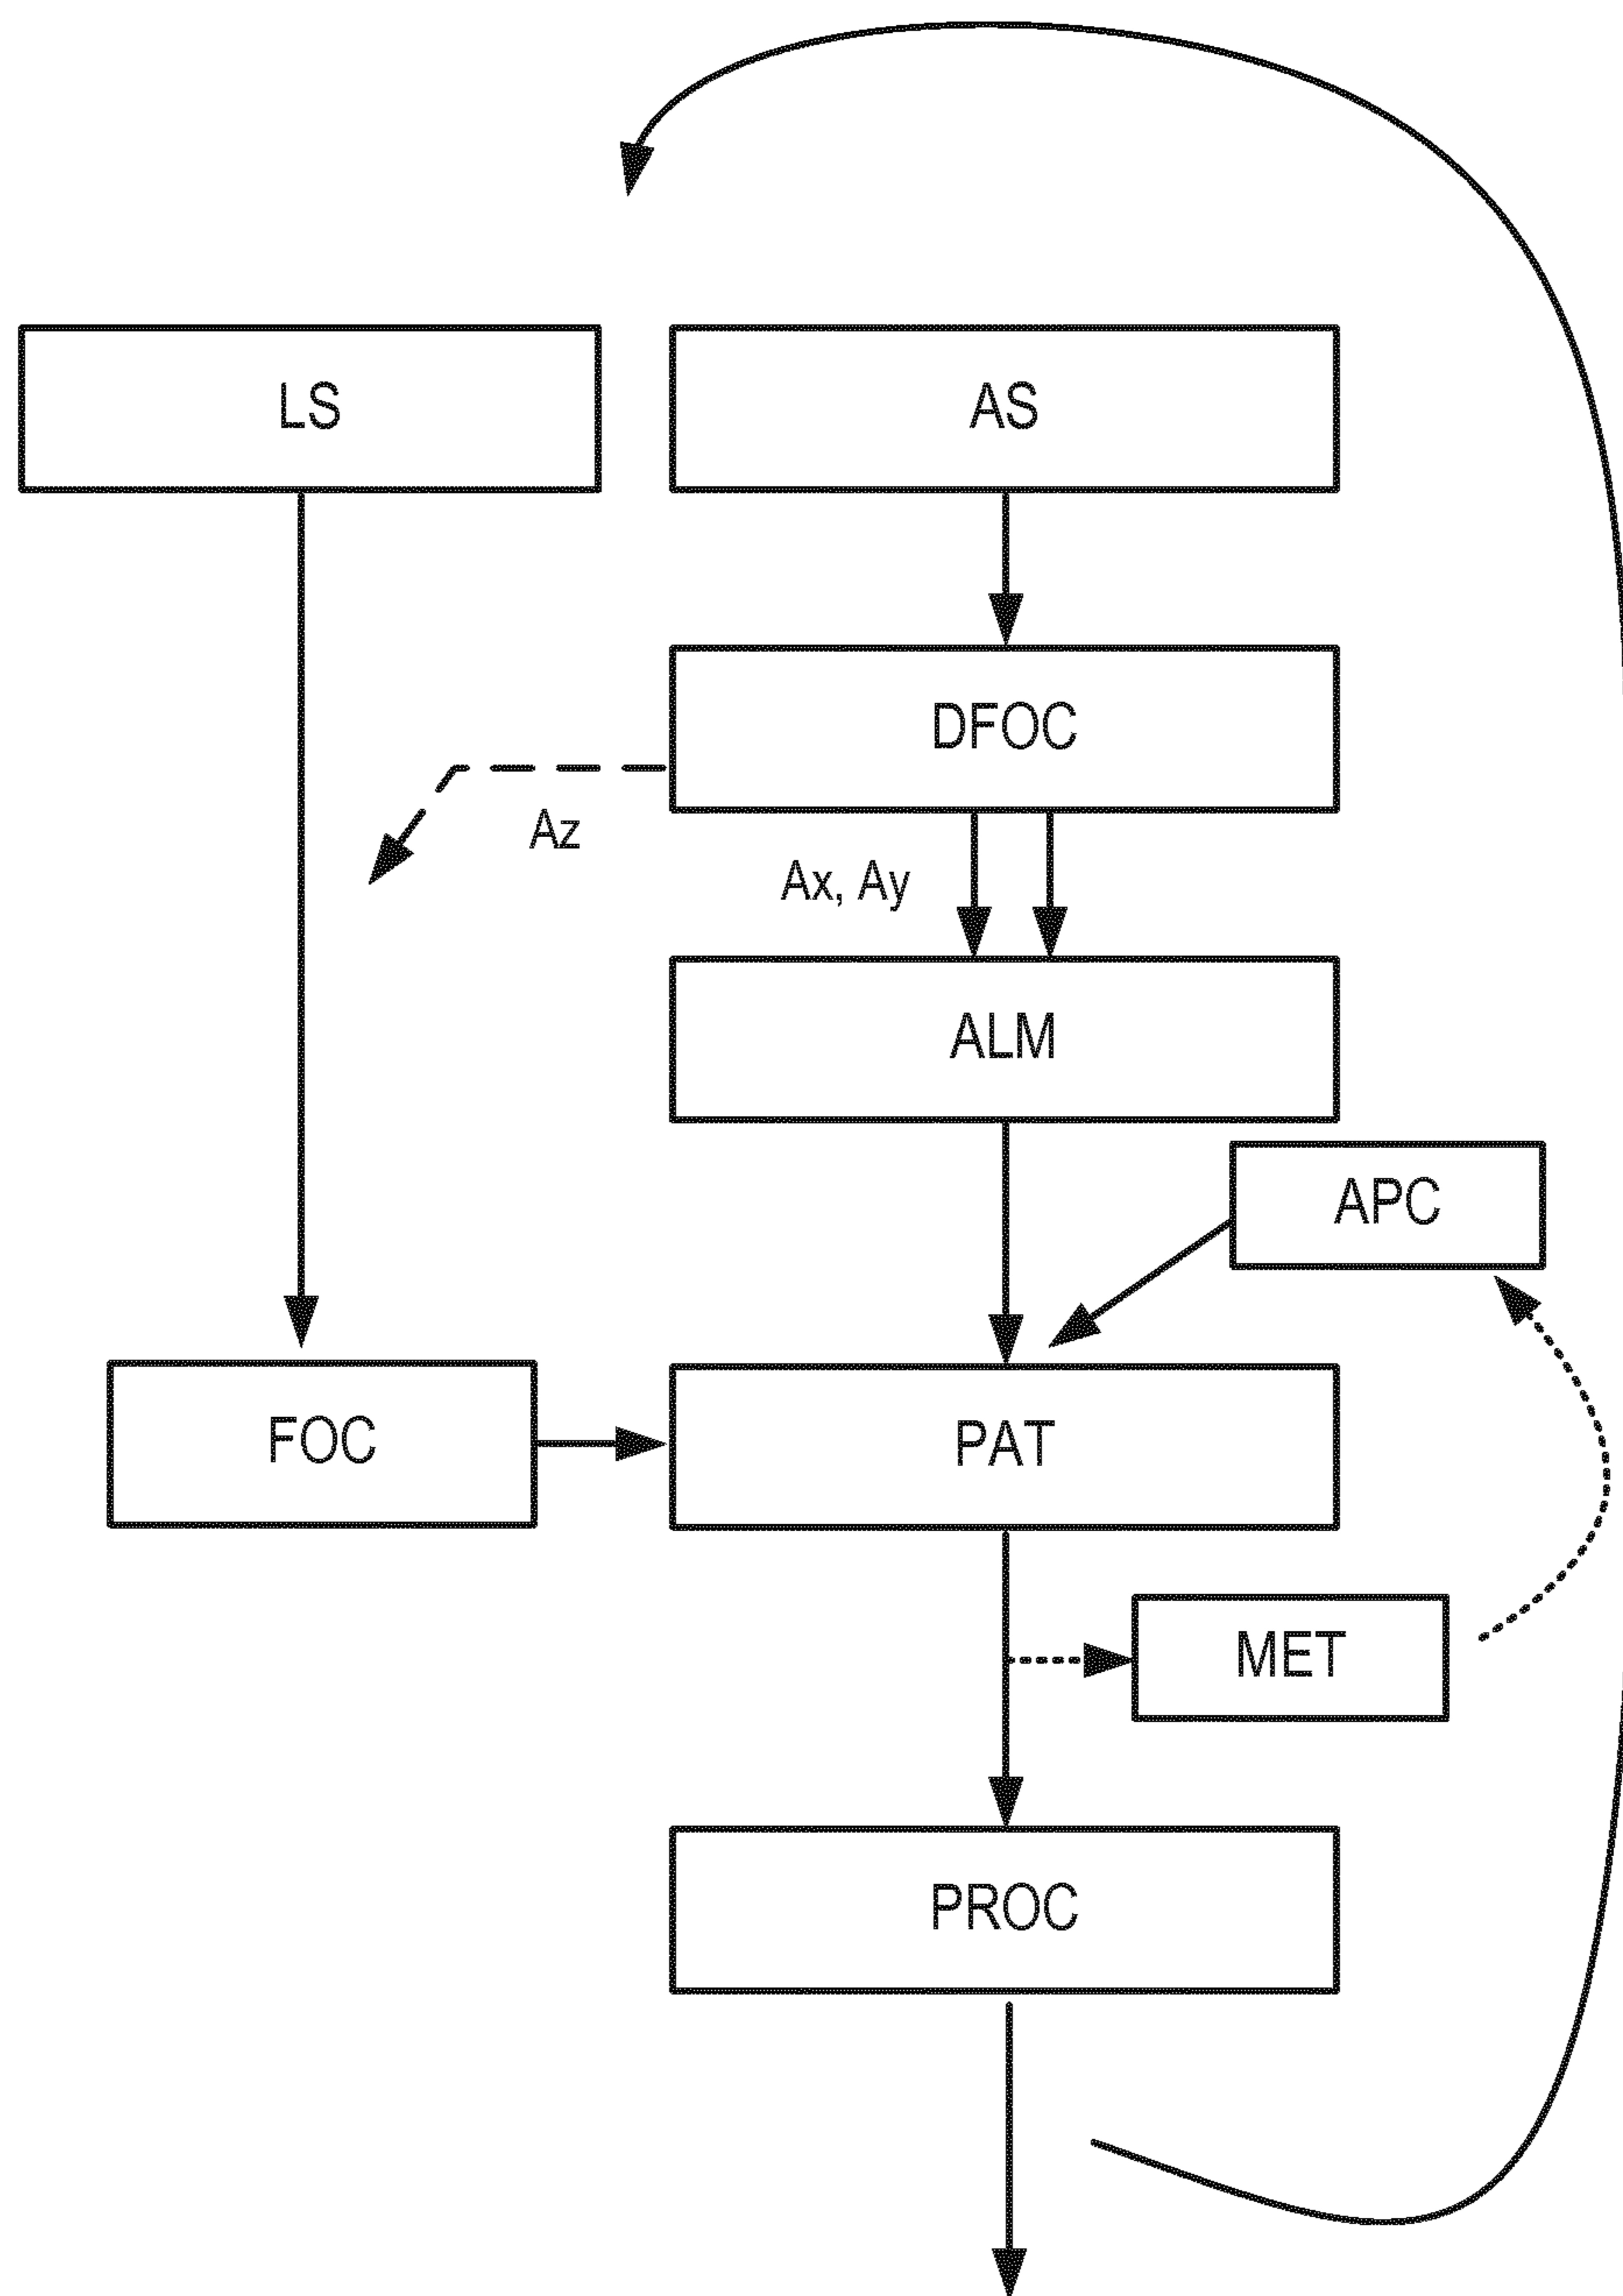 LS
AS
DFOC
Az
Ax, Ay
ALM
APC
FOC
PAT
MET
PROC